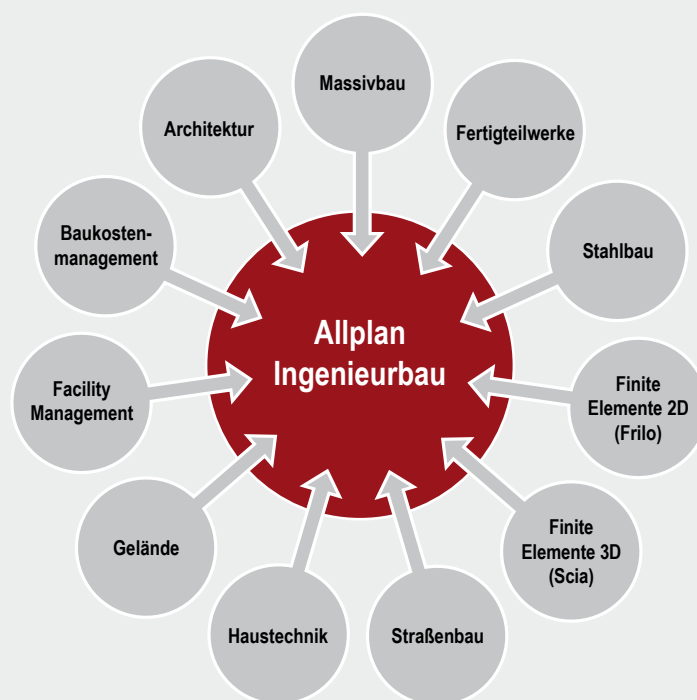 Massivbau
Fertigteilwerke
Stahlbau
Finite
Elemente 2D
(Frilo)
Finite
Elemente 3D
(Scia)
Straßenbau
Haustechnik
Gelände
Facility
Management
Baukosten-
management
Architektur
Allplan
Ingenieurbau